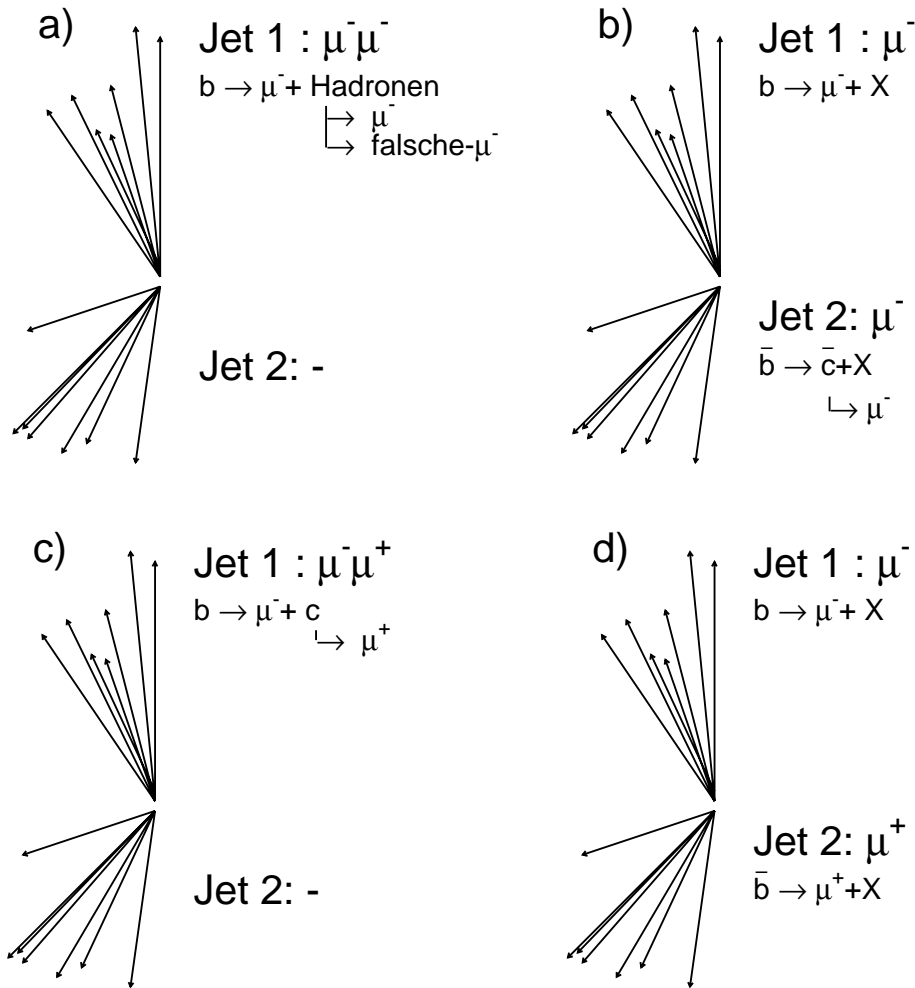 a)
Jet 1 : μ⁻μ⁻
b → μ⁻+ Hadronen
→ μ⁻
→ falsche-μ⁻
Jet 2: -
b)
Jet 1 : μ⁻
b → μ⁻+ X
Jet 2: μ⁻
b̄ → c̄+X
→ μ⁻
c)
Jet 1 : μ⁻μ⁺
b → μ⁻+ c
→ μ⁺
Jet 2: -
d)
Jet 1 : μ⁻
b → μ⁻+ X
Jet 2: μ⁺
b̄ → μ⁺+X